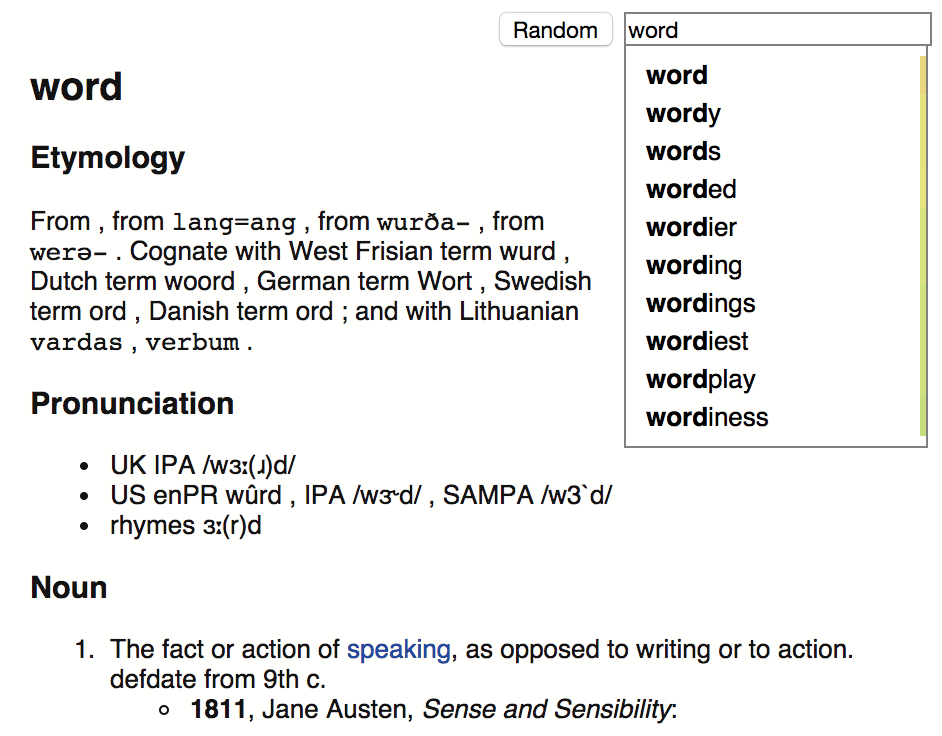 Random
word
word
wordy
words
worded
wordier
wording
wordings
wordiest
wordplay
wordiness
word
Etymology
From , from lang=ang , from wurða- , from
werə- . Cognate with West Frisian term wurd ,
Dutch term woord , German term Wort , Swedish
term ord , Danish term ord ; and with Lithuanian
vardas , verbum .
Pronunciation
• UK IPA /wɜː(ɹ)d/
• US enPR wûrd , IPA /wɝd/ , SAMPA /w3`d/
• rhymes ɜː(r)d
Noun
1. The fact or action of speaking, as opposed to writing or to action.
defdate from 9th c.
◦ 1811, Jane Austen, Sense and Sensibility: